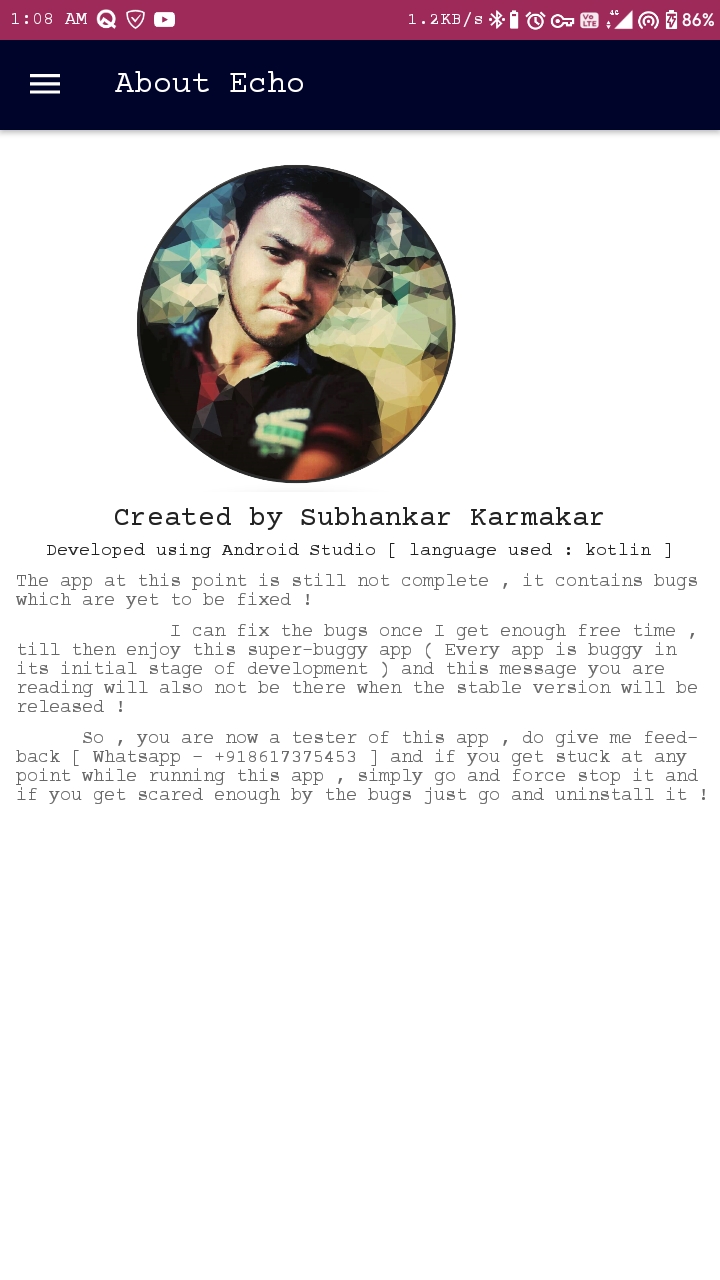 1:08 AM 1.2KB/s Vo LTE 4G 86%
About Echo
Created by Subhankar Karmakar
Developed using Android Studio [ language used : kotlin ]
The app at this point is still not complete , it contains bugs
which are yet to be fixed !
I can fix the bugs once I get enough free time ,
till then enjoy this super-buggy app ( Every app is buggy in
its initial stage of development ) and this message you are
reading will also not be there when the stable version will be
released !
So , you are now a tester of this app , do give me feed-
back [ Whatsapp - +918617375453 ] and if you get stuck at any
point while running this app , simply go and force stop it and
if you get scared enough by the bugs just go and uninstall it !